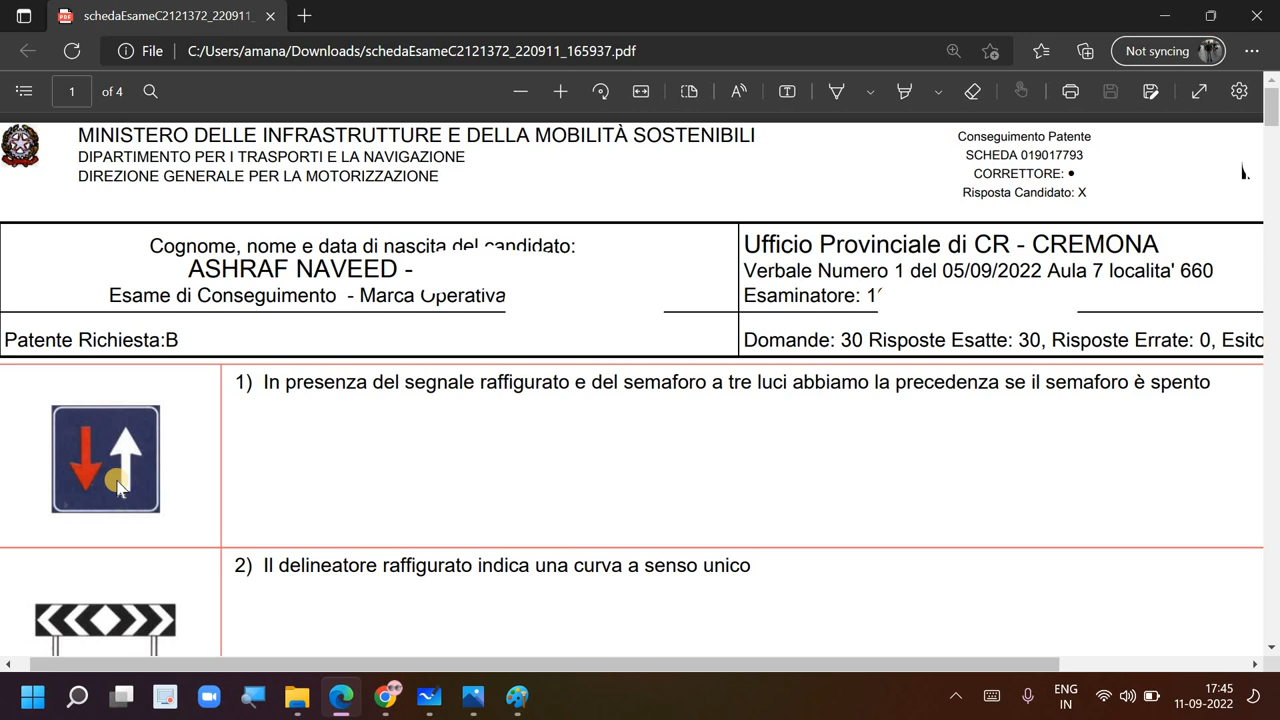 schedaEsameC2121372_220911_
Not syncing
File C:/Users/amana/Downloads/schedaEsameC2121372_220911_165937.pdf
1 of 4
MINISTERO DELLE INFRASTRUTTURE E DELLA MOBILITÀ SOSTENIBILI
DIPARTIMENTO PER I TRASPORTI E LA NAVIGAZIONE
DIREZIONE GENERALE PER LA MOTORIZZAZIONE
Conseguimento Patente
SCHEDA 019017793
CORRETTORE: ●
Risposta Candidato: X
Cognome, nome e data di nascita del candidato:
ASHRAF NAVEED -
Esame di Conseguimento - Marca Operativa
Ufficio Provinciale di CR - CREMONA
Verbale Numero 1 del 05/09/2022 Aula 7 localita' 660
Esaminatore:
Patente Richiesta:B
Domande: 30 Risposte Esatte: 30, Risposte Errate: 0, Esito
1) In presenza del segnale raffigurato e del semaforo a tre luci abbiamo la precedenza se il semaforo è spento
2) Il delineatore raffigurato indica una curva a senso unico
ENG
IN
17:45
11-09-2022